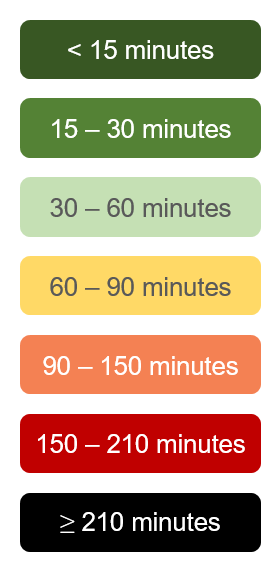 < 15 minutes
15 – 30 minutes
30 – 60 minutes
60 – 90 minutes
90 – 150 minutes
150 – 210 minutes
≥ 210 minutes